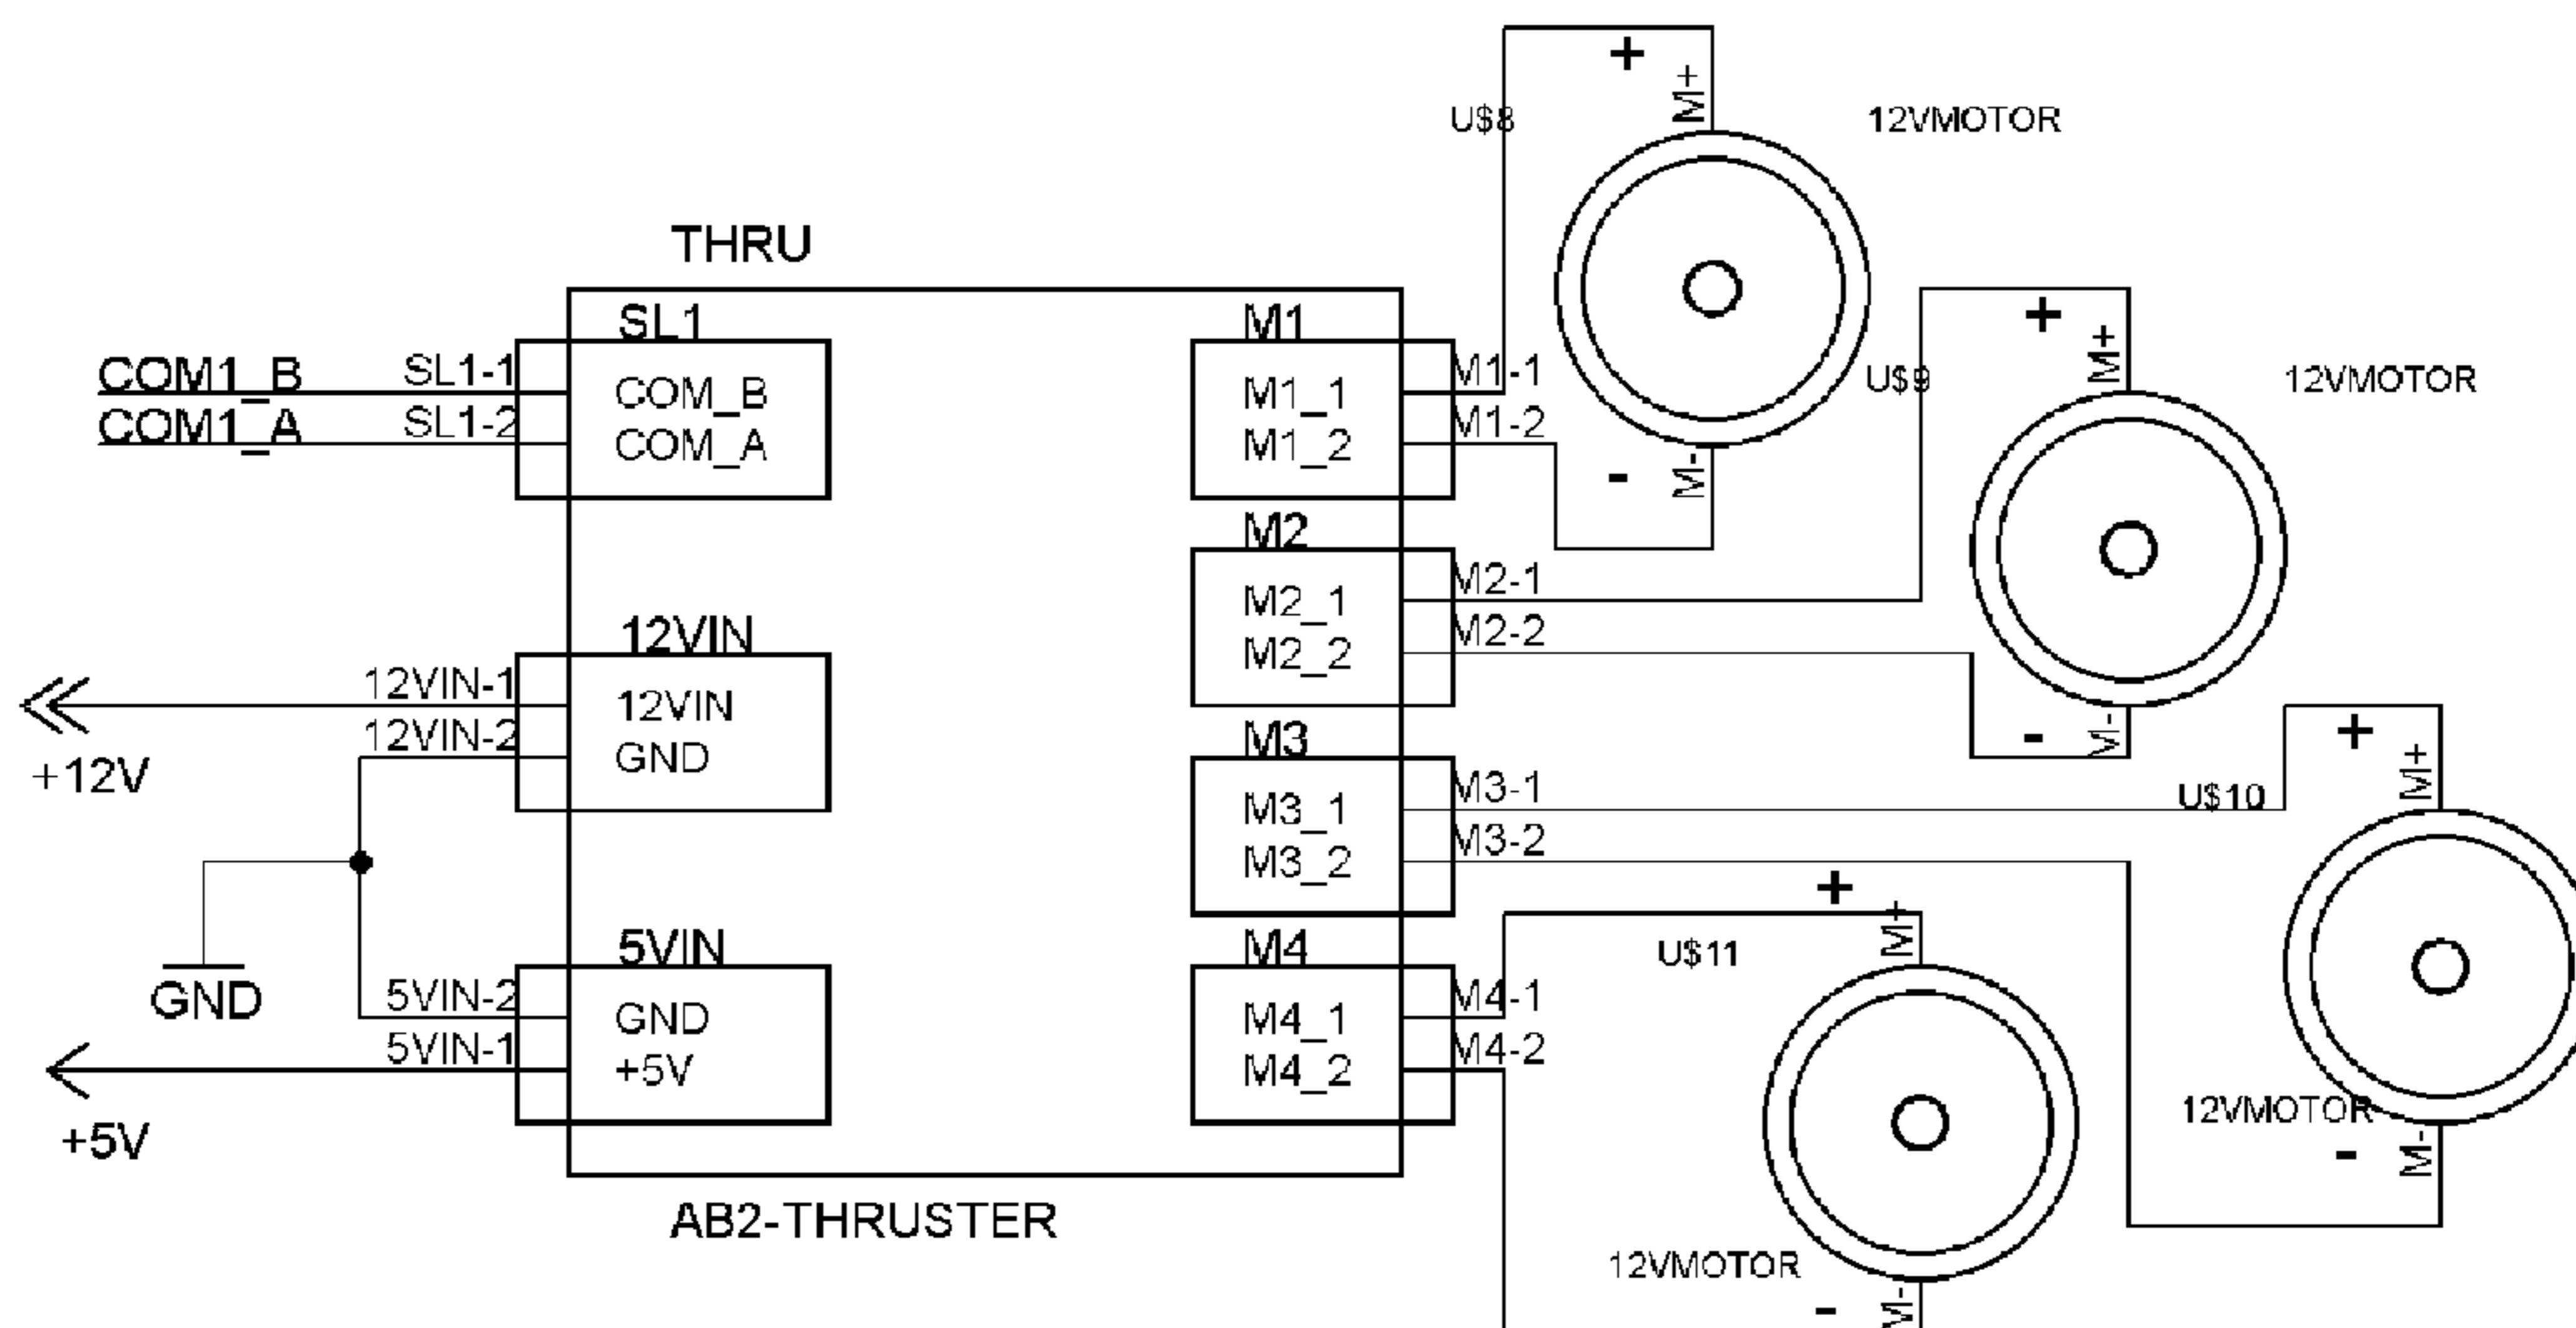 +
M+
U$8
12VMOTOR
THRU
SL1
M1
+
M+
COM1_B
SL1-1
COM_B
M1_1
M1-1
U$9
12VMOTOR
COM1_A
SL1-2
COM_A
M1_2
M1-2
-
M-
M2
M2_1
M2-1
12VIN
M2_2
M2-2
12VIN-1
12VIN
12VIN-2
GND
+12V
M3
-
M-
+
M+
M3_1
M3-1
U$10
M3_2
M3-2
+
M+
5VIN
M4
U$11
GND
5VIN-2
GND
M4_1
M4-1
5VIN-1
+5V
M4_2
M4-2
+5V
12VMOTOR
-
M-
AB2-THRUSTER
12VMOTOR
-
M-